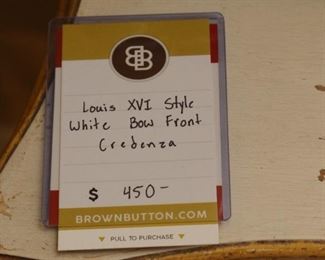 BB
Louis XVI Style
White Bow Front
Credenza
$ 450-
BROWNBUTTON.COM
PULL TO PURCHASE